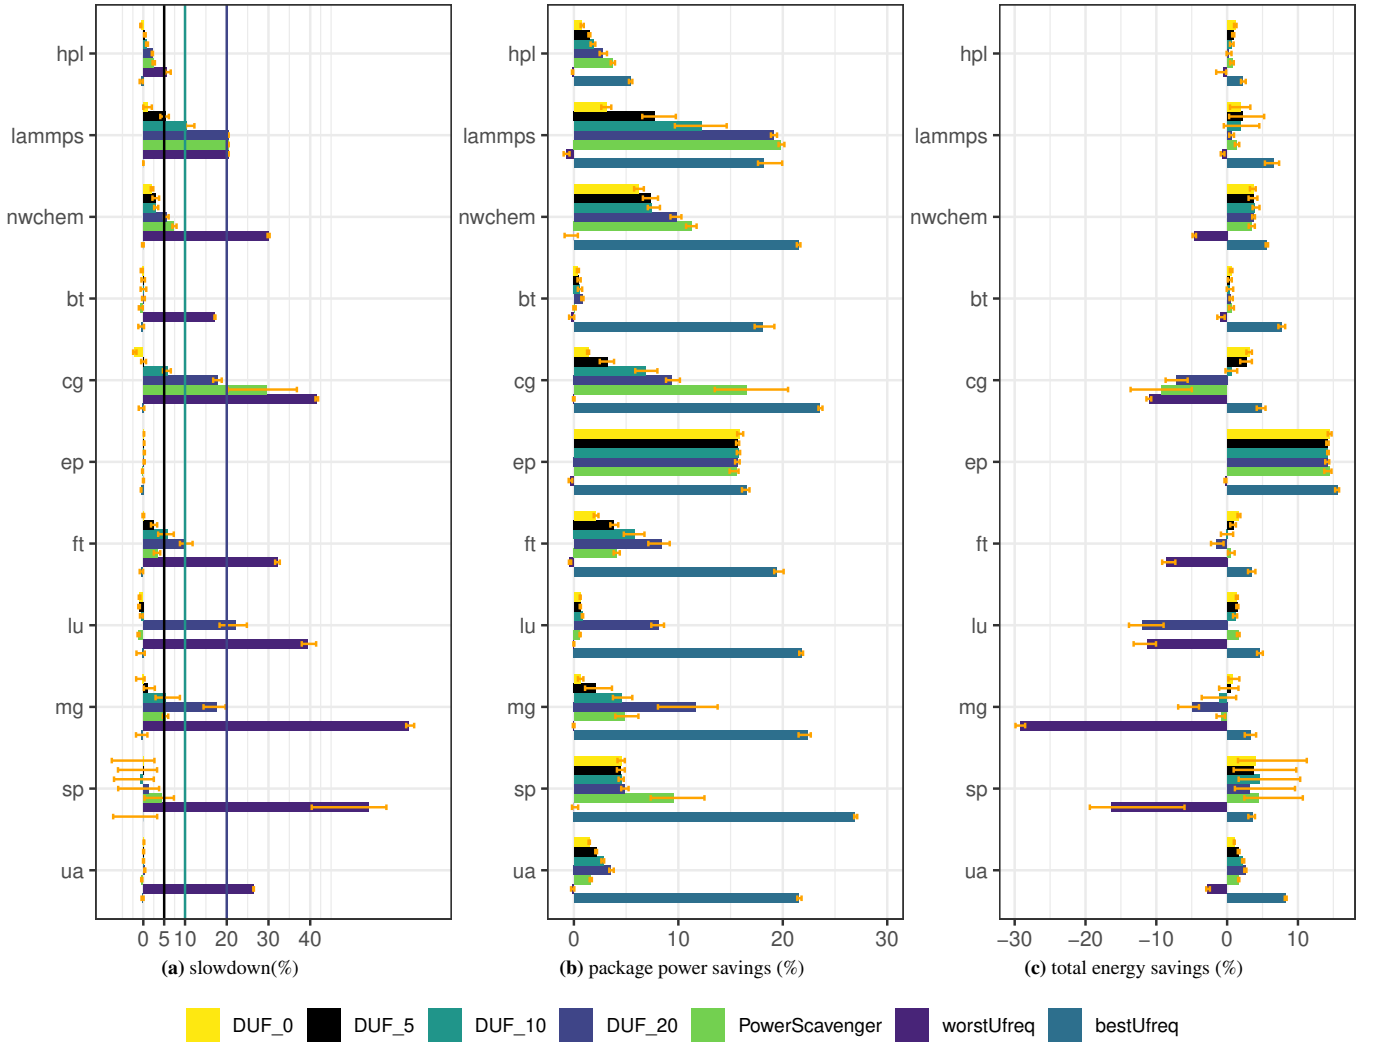 hpl
lammps
nwchem
bt
cg
ep
ft
lu
mg
sp
ua
0 5 10 20 30 40
(a) slowdown(%)
hpl
lammps
nwchem
bt
cg
ep
ft
lu
mg
sp
ua
0 10 20 30
(b) package power savings (%)
hpl
lammps
nwchem
bt
cg
ep
ft
lu
mg
sp
ua
−30 −20 −10 0 10
(c) total energy savings (%)
DUF_0 DUF_5 DUF_10 DUF_20 PowerScavenger worstUfreq bestUfreq